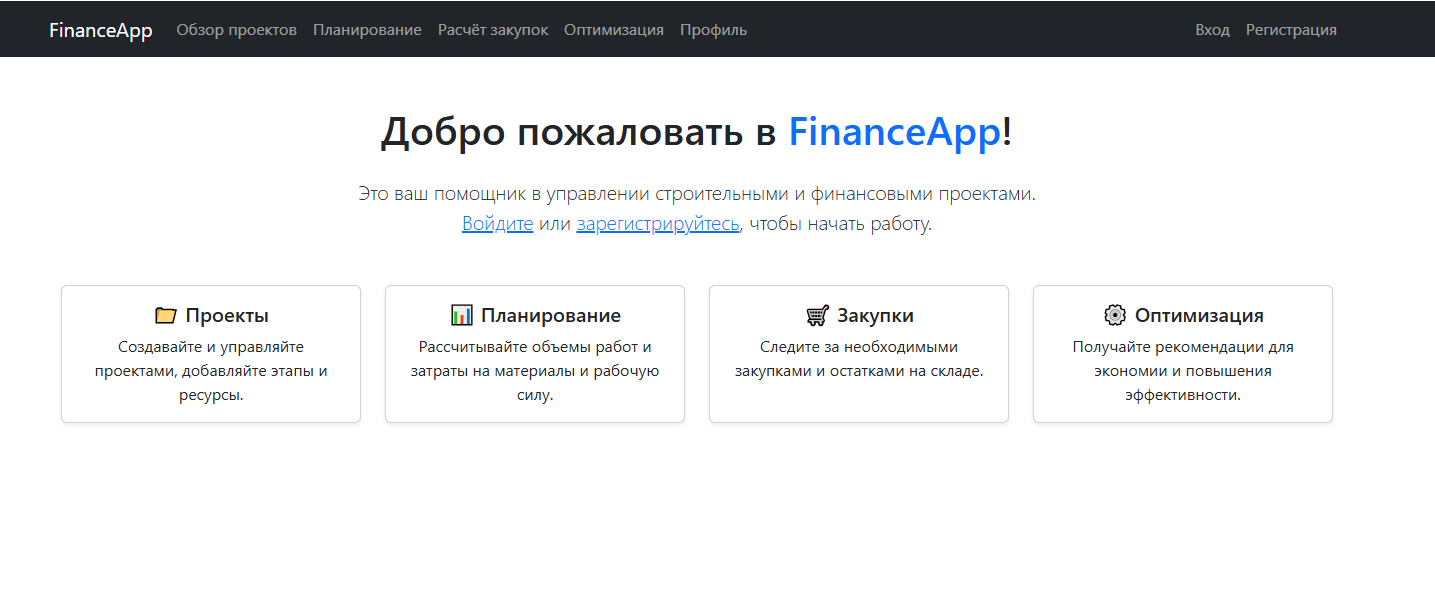 FinanceApp Обзор проектов Планирование Расчёт закупок Оптимизация Профиль Вход Регистрация
Добро пожаловать в FinanceApp!
Это ваш помощник в управлении строительными и финансовыми проектами.
Войдите или зарегистрируйтесь, чтобы начать работу.
Проекты
Создавайте и управляйте
проектами, добавляйте этапы и
ресурсы.
Планирование
Рассчитывайте объемы работ и
затраты на материалы и рабочую
силу.
Закупки
Следите за необходимыми
закупками и остатками на складе.
Оптимизация
Получайте рекомендации для
экономии и повышения
эффективности.